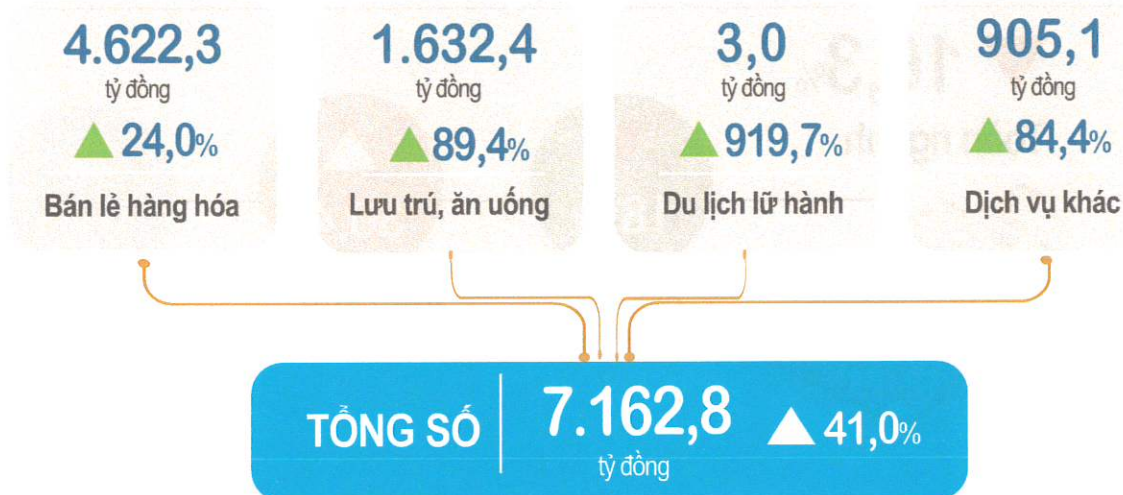 4.622,3
tỷ đồng
24,0%
Bán lẻ hàng hóa
1.632,4
tỷ đồng
89,4%
Lưu trú, ăn uống
3,0
tỷ đồng
919,7%
Du lịch lữ hành
905,1
tỷ đồng
84,4%
Dịch vụ khác
TỔNG SỐ
7.162,8
tỷ đồng
41,0%